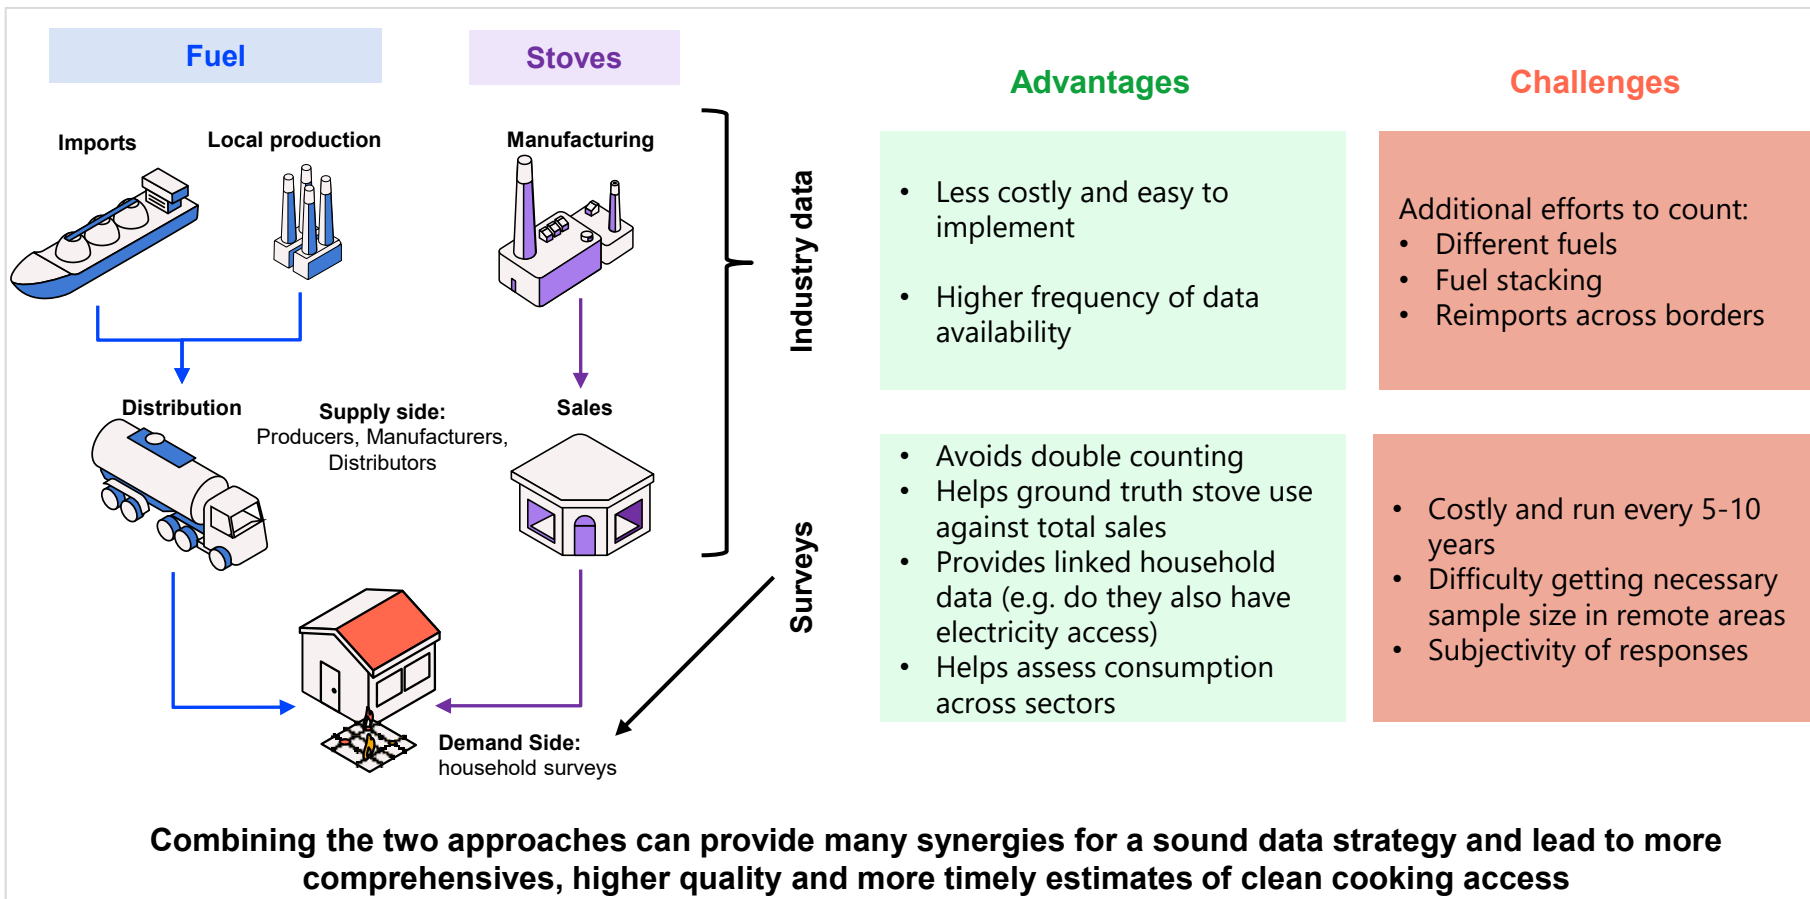 Fuel
Stoves
Advantages
Challenges
Imports
Local production
Manufacturing
Industry data
• Less costly and easy to
implement
• Higher frequency of data
availability
Additional efforts to count:
• Different fuels
• Fuel stacking
• Reimports across borders
Distribution
Supply side:
Producers, Manufacturers,
Distributors
Sales
Surveys
• Avoids double counting
• Helps ground truth stove use
against total sales
• Provides linked household
data (e.g. do they also have
electricity access)
• Helps assess consumption
across sectors
• Costly and run every 5-10
years
• Difficulty getting necessary
sample size in remote areas
• Subjectivity of responses
Demand Side:
household surveys
Combining the two approaches can provide many synergies for a sound data strategy and lead to more
comprehensives, higher quality and more timely estimates of clean cooking access